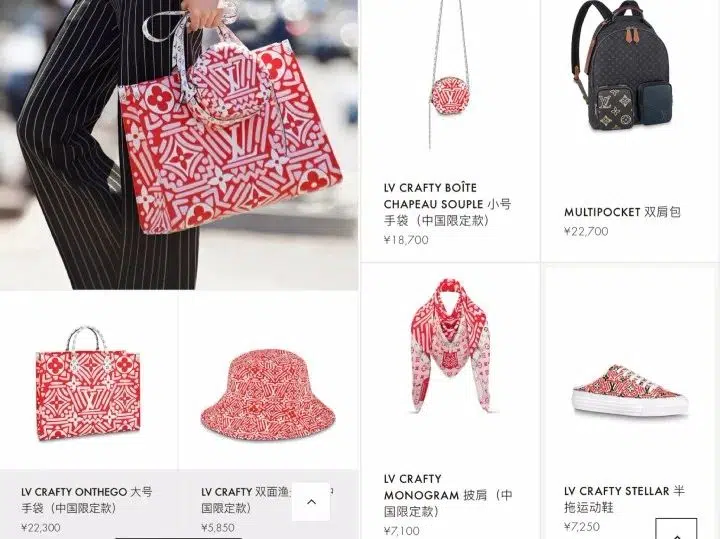 LV CRAFTY BOÎTE
CHAPEAU SOUPLE 小号
手袋（中国限定款）
¥18,700
MULTIPOCKET 双肩包
¥22,700
LV CRAFTY ONTHEGO 大号
手袋（中国限定款）
¥22,300
LV CRAFTY 双面渔
国限定款）
¥5,850
LV CRAFTY
MONOGRAM 披肩（中
国限定款）
¥7,100
LV CRAFTY STELLAR 半
拖运动鞋
¥7,250